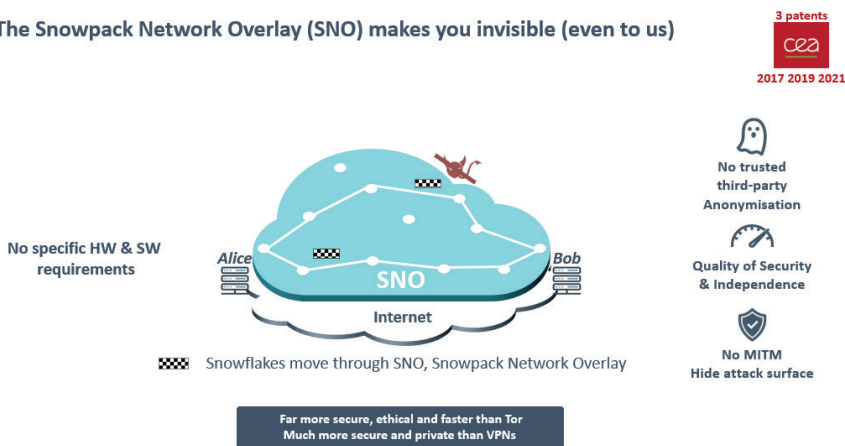 The Snowpack Network Overlay (SNO) makes you invisible (even to us)
3 patents
cea
2017 2019 2021
No trusted
third-party
Anonymisation
No specific HW & SW
requirements
Alice
Bob
SNO
Internet
Quality of Security
& Independence
No MITM
Hide attack surface
Snowflakes move through SNO, Snowpack Network Overlay
Far more secure, ethical and faster than Tor
Much more secure and private than VPNs